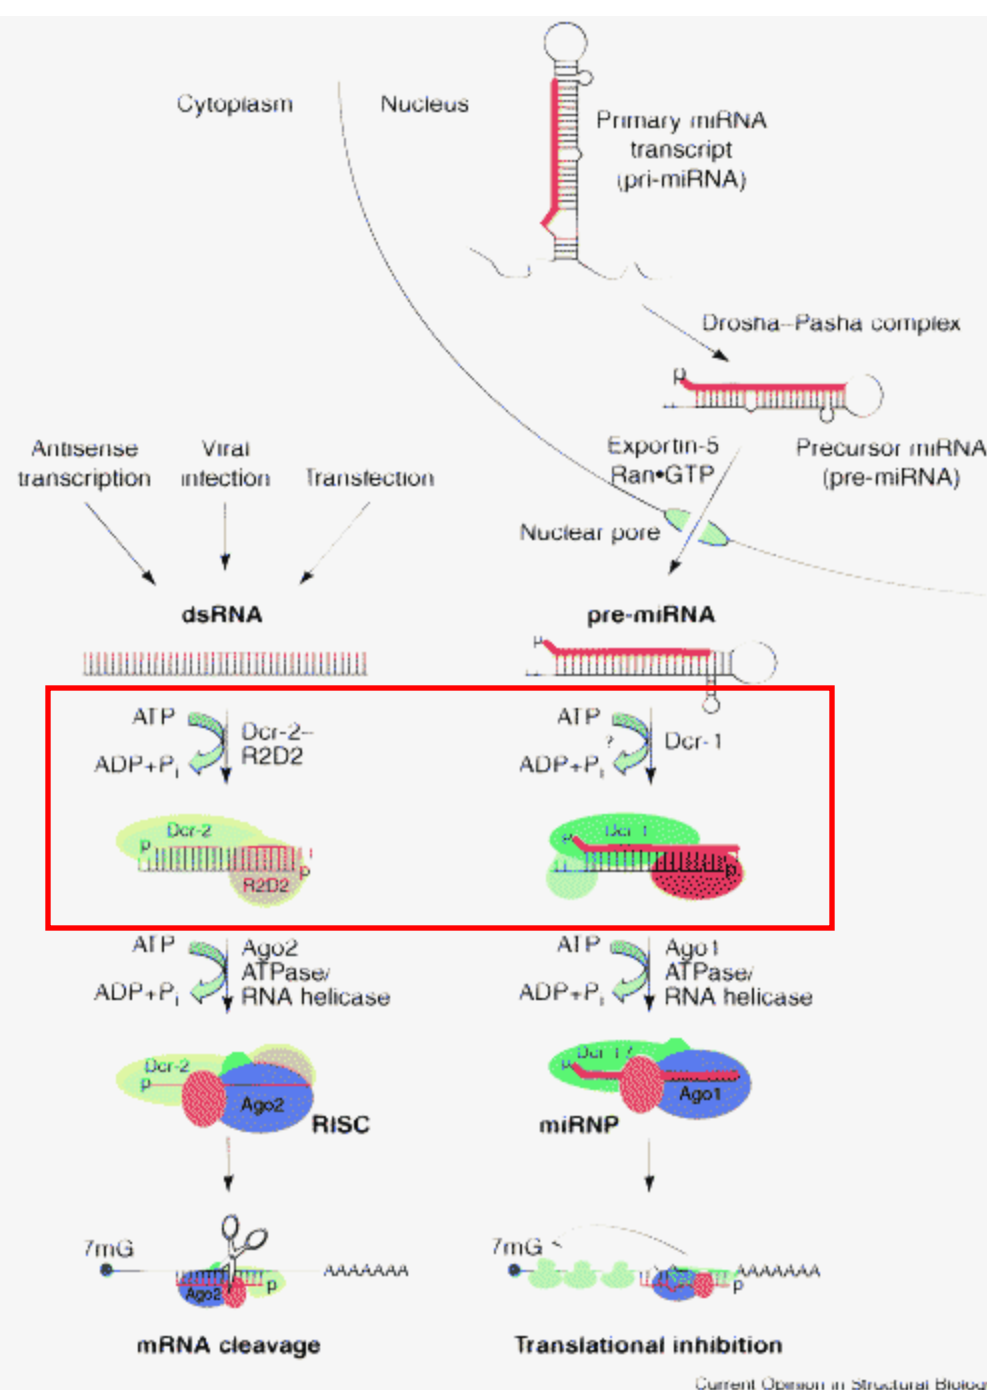 Cytoplasm
Nucleus
Primary miRNA
transcript
(pri-miRNA)
Drosha–Pasha complex
p
Exportin-5
Ran•GTP
Precursor miRNA
(pre-miRNA)
Nuclear pore
Antisense
transcription
Viral
infection
Transfection
dsRNA
pre-miRNA
p
ATP
ADP+Pi
Dcr-2–
R2D2
ATP
?
ADP+Pi
Dcr-1
Dcr-2
p
p
R2D2
Dcr-1
p
p
ATP
ADP+Pi
Ago2
ATPase/
RNA helicase
ATP
ADP+Pi
Ago1
ATPase/
RNA helicase
Dcr-2
p
Ago2
RISC
Dcr-1?
p
Ago1
miRNP
7mG
Ago2
p
AAAAAAA
mRNA cleavage
7mG
p
AAAAAAA
Translational inhibition
Current Opinion in Structural Biology